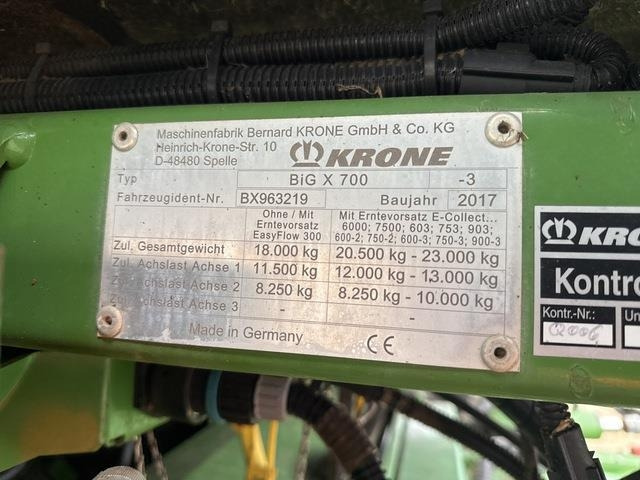 Maschinenfabrik Bernard KRONE GmbH & Co. KG
Heinrich-Krone-Str. 10
D-48480 Spelle
KRONE
Typ BiG X 700 -3
Fahrzeugident-Nr. BX963219 Baujahr 2017
Ohne / Mit Erntevorsatz EasyFlow 300
Mit Erntevorsatz E-Collect...
6000; 7500; 603; 753; 903;
600-2; 750-2; 600-3; 750-3; 900-3
Zul. Gesamtgewicht 18.000 kg 20.500 kg - 23.000 kg
Zul. Achslast Achse 1 11.500 kg 12.000 kg - 13.000 kg
Zul. Achslast Achse 2 8.250 kg 8.250 kg - 10.000 kg
Zul. Achslast Achse 3 - -
Made in Germany CE
KRO
Kontro
Kontr.-Nr.: Un